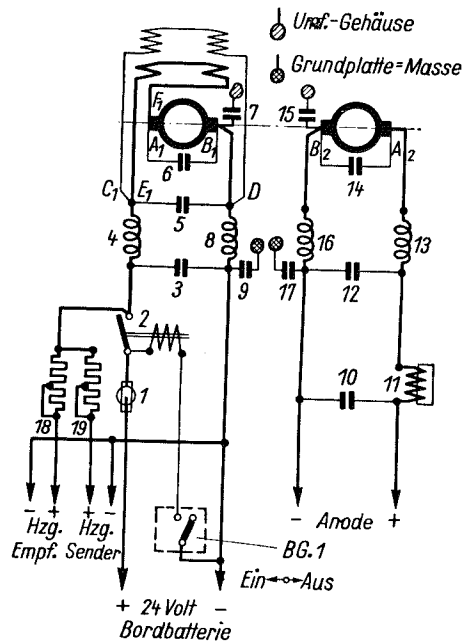 Umf.-Gehäuse
Grundplatte=Masse
F1
7
15
A1
B1
B2
A2
6
14
C1
E1
D
5
4
8
16
13
3
9
17
12
2
1
10
11
18
19
- + + -
Hzg. Hzg.
Empf. Sender
- Anode +
BG.1
Ein Aus
+ 24 Volt -
Bordbatterie